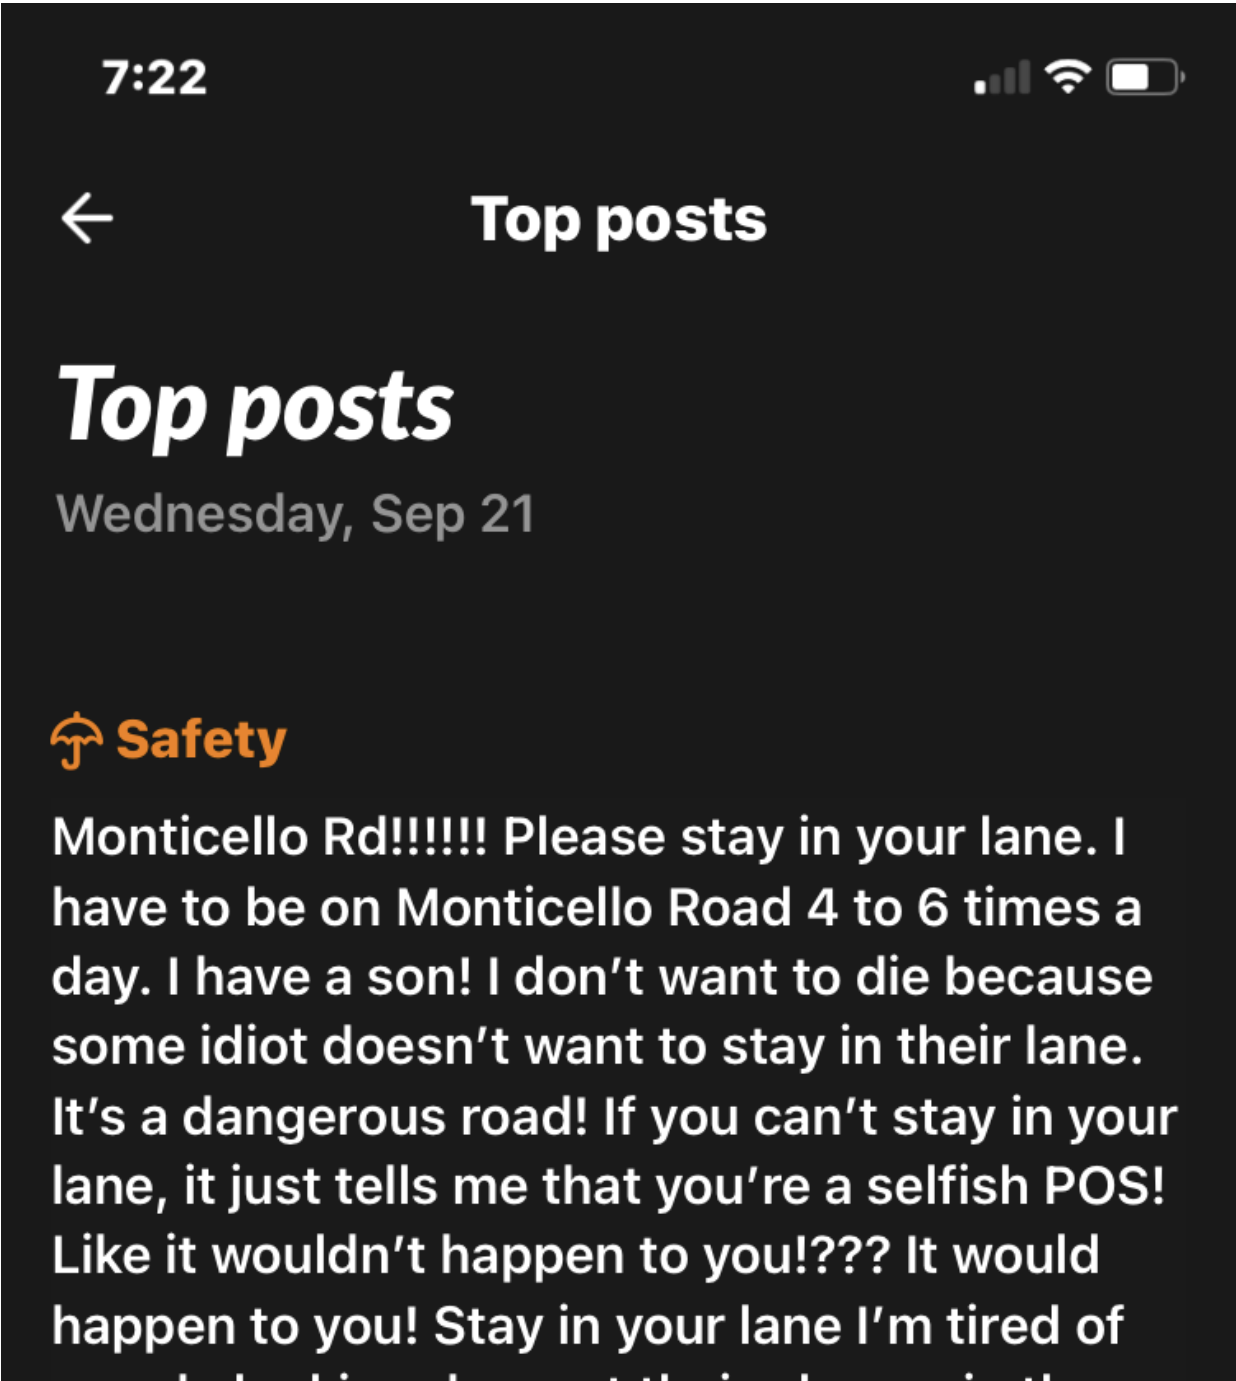 7:22
Top posts
Top posts
Wednesday, Sep 21
Safety
Monticello Rd!!!!!! Please stay in your lane. I
have to be on Monticello Road 4 to 6 times a
day. I have a son! I don’t want to die because
some idiot doesn’t want to stay in their lane.
It’s a dangerous road! If you can’t stay in your
lane, it just tells me that you’re a selfish POS!
Like it wouldn’t happen to you!??? It would
happen to you! Stay in your lane I’m tired of